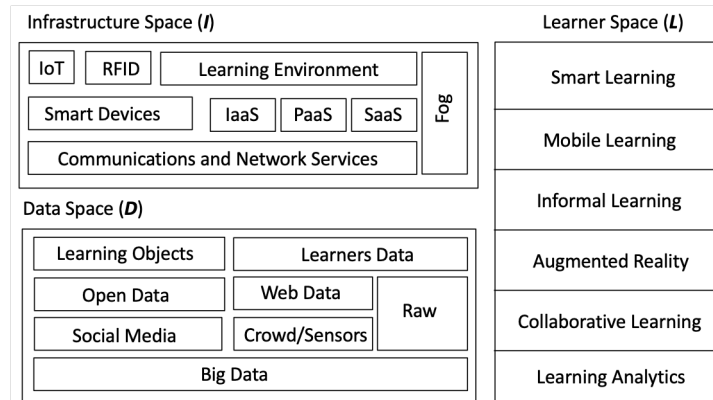 Infrastructure Space (I)
IoT
RFID
Learning Environment
Smart Devices
IaaS
PaaS
SaaS
Communications and Network Services
Fog
Data Space (D)
Learning Objects
Learners Data
Open Data
Web Data
Raw
Social Media
Crowd/Sensors
Big Data
Learner Space (L)
Smart Learning
Mobile Learning
Informal Learning
Augmented Reality
Collaborative Learning
Learning Analytics